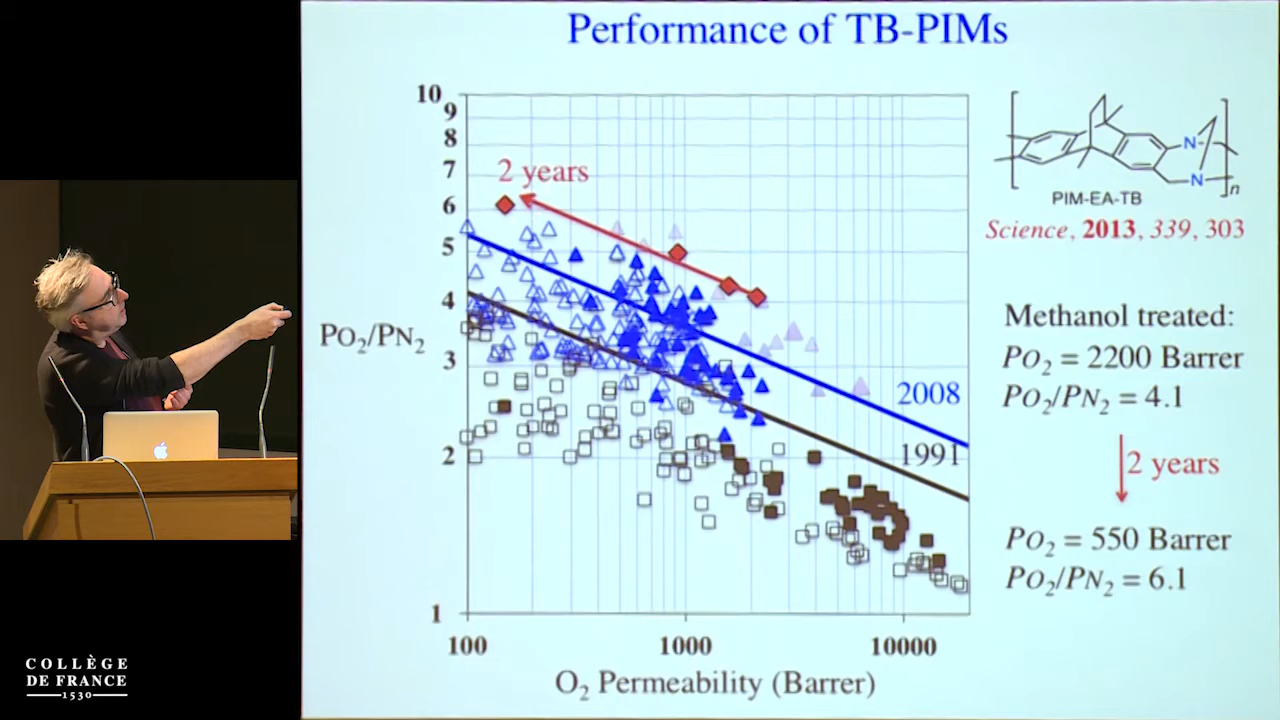 Performance of TB-PIMs
10
9
8
7
6
5
4
3
2
1
PO₂/PN₂
2 years
2008
1991
100
1000
10000
O₂ Permeability (Barrer)
N
N
n
PIM-EA-TB
Science, 2013, 339, 303
Methanol treated:
PO₂ = 2200 Barrer
PO₂/PN₂ = 4.1
2 years
PO₂ = 550 Barrer
PO₂/PN₂ = 6.1
COLLÈGE
DE FRANCE
1530